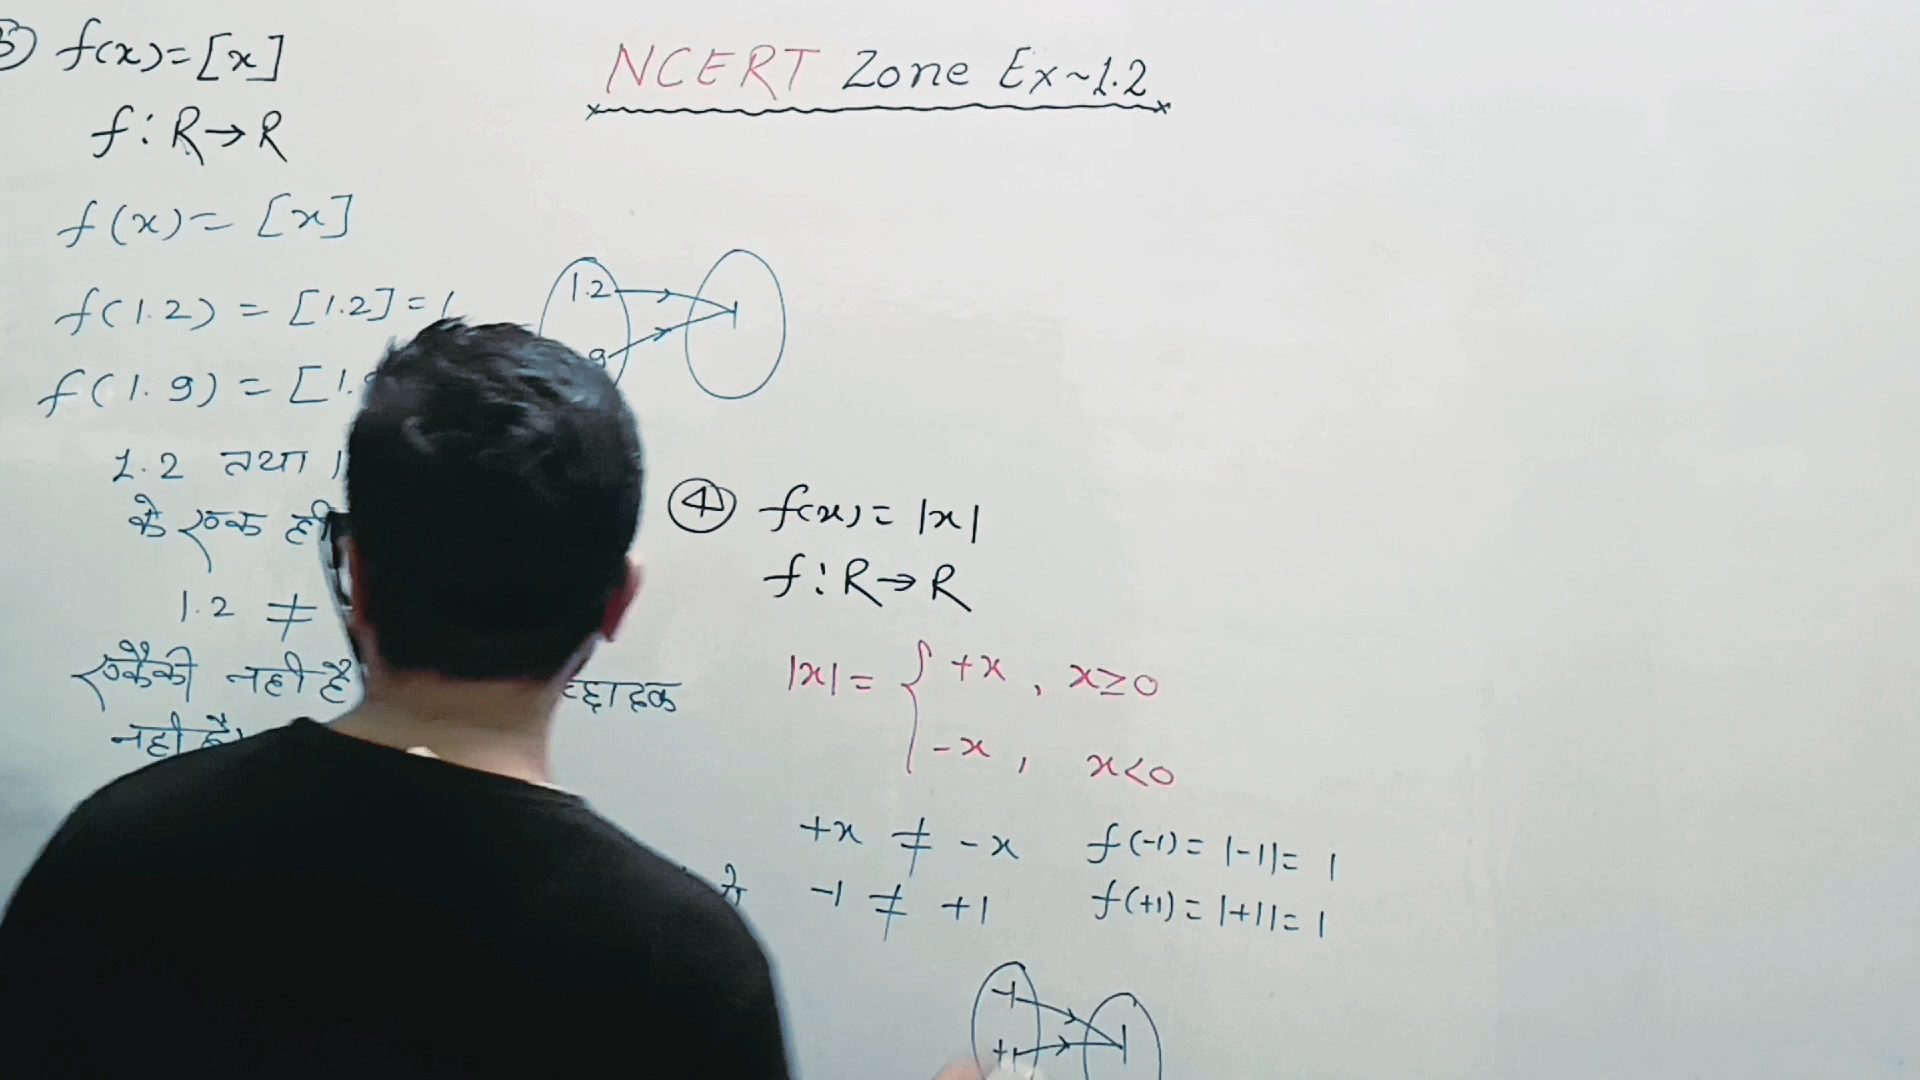 NCERT Zone Ex~1.2
f(x)=[x]
f:R→R
f(x)= [x]
f(1.2) = [1.2]=1
f(1.9) = [1.
1.2 तथा
के एक ही
1.2 ≠
एकैकी नही है
नही है।
1.2
9
1
④ f(x)= |x|
f:R→R
|x|= { +x , x≥0
-x , x<0
+x ≠ -x f(-1)= |-1|= 1
-1 ≠ +1 f(+1)= |+1|= 1
-1
+1
1